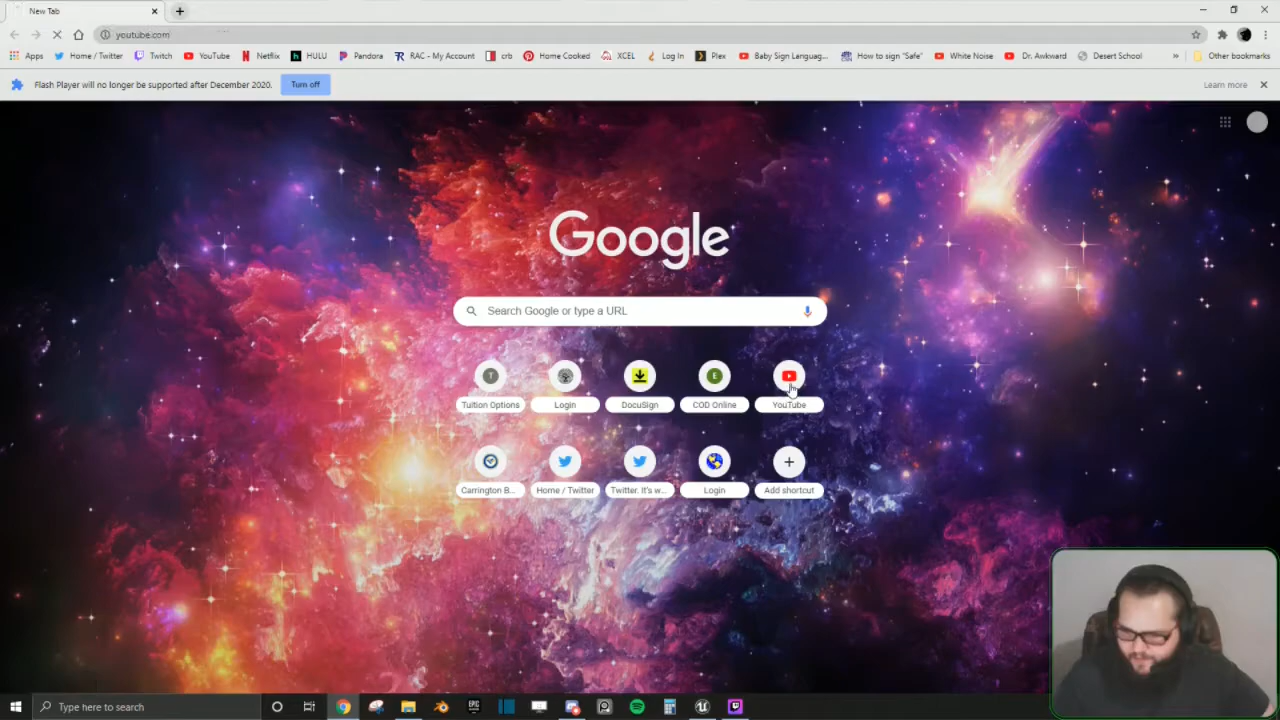 New Tab
youtube.com
Apps Home / Twitter Twitch YouTube Netflix HULU Pandora RAC - My Account crb Home Cooked XCEL Log In Plex Baby Sign Languag... How to sign "Safe" White Noise Dr. Awkward Desert School » Other bookmarks
Flash Player will no longer be supported after December 2020. Turn off Learn more
Google
Search Google or type a URL
T E
Tuition Options Login DocuSign COD Online YouTube
Carrington B... Home / Twitter Twitter. It's w... Login Add shortcut
Type here to search
EPIC